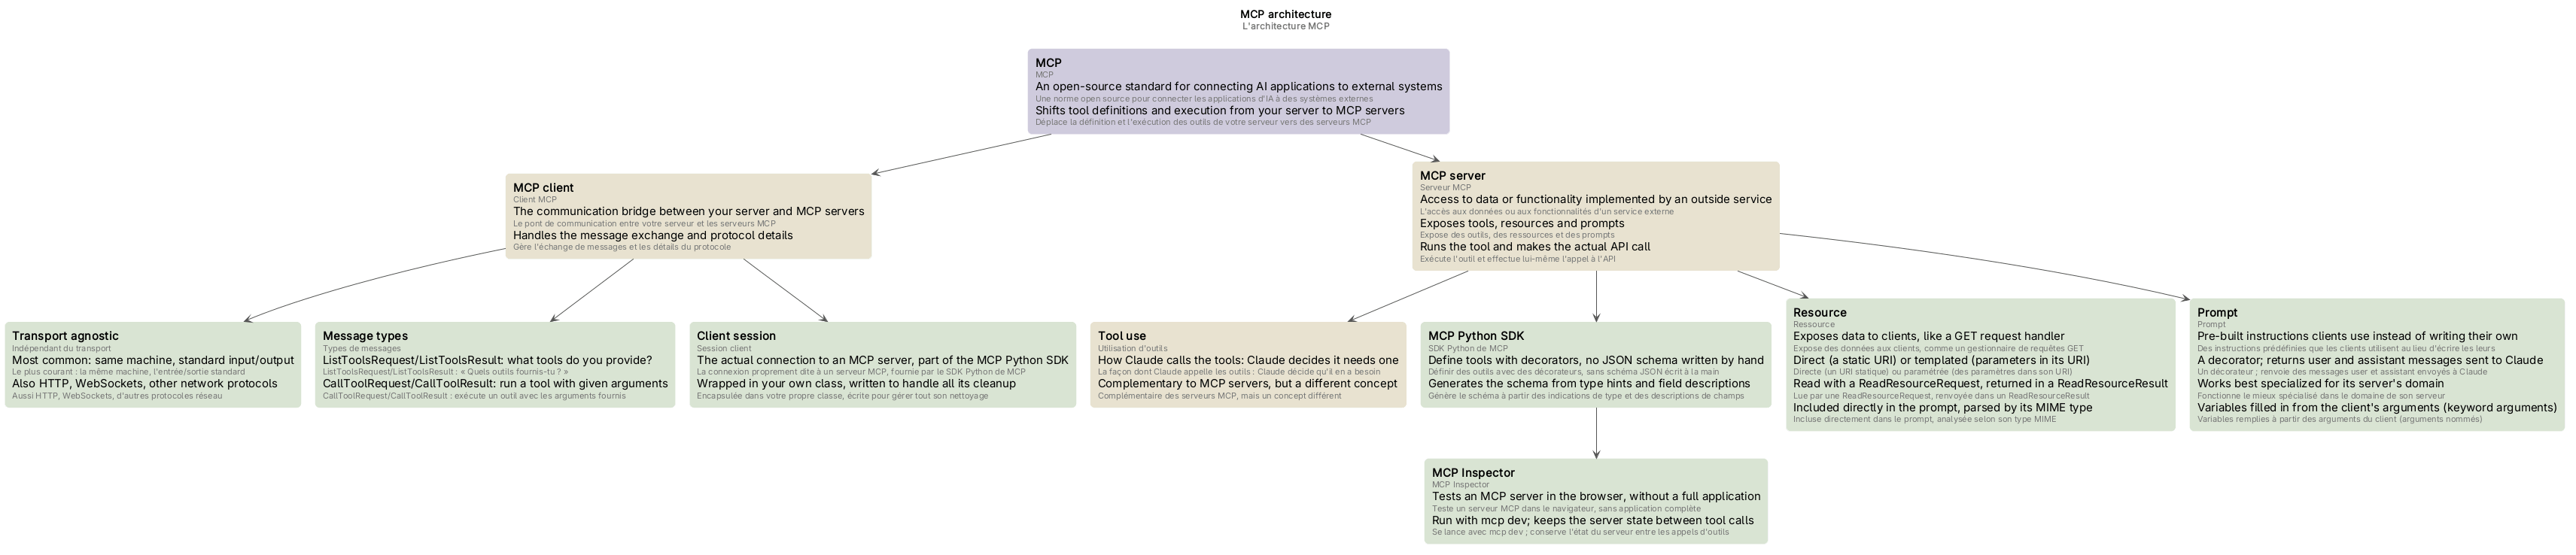 MCP architecture
L'architecture MCP
MCP
MCP
An open-source standard for connecting AI applications to external systems
Une norme open source pour connecter les applications d'IA à des systèmes externes
Shifts tool definitions and execution from your server to MCP servers
Déplace la définition et l'exécution des outils de votre serveur vers des serveurs MCP
MCP client
Client MCP
The communication bridge between your server and MCP servers
Le pont de communication entre votre serveur et les serveurs MCP
Handles the message exchange and protocol details
Gère l'échange de messages et les détails du protocole
MCP server
Serveur MCP
Access to data or functionality implemented by an outside service
L'accès aux données ou aux fonctionnalités d'un service externe
Exposes tools, resources and prompts
Expose des outils, des ressources et des prompts
Runs the tool and makes the actual API call
Exécute l'outil et effectue lui-même l'appel à l'API
Transport agnostic
Indépendant du transport
Most common: same machine, standard input/output
Le plus courant : la même machine, l'entrée/sortie standard
Also HTTP, WebSockets, other network protocols
Aussi HTTP, WebSockets, d'autres protocoles réseau
Message types
Types de messages
ListToolsRequest/ListToolsResult: what tools do you provide?
ListToolsRequest/ListToolsResult : « Quels outils fournis-tu ? »
CallToolRequest/CallToolResult: run a tool with given arguments
CallToolRequest/CallToolResult : exécute un outil avec les arguments fournis
Client session
Session client
The actual connection to an MCP server, part of the MCP Python SDK
La connexion proprement dite à un serveur MCP, fournie par le SDK Python de MCP
Wrapped in your own class, written to handle all its cleanup
Encapsulée dans votre propre classe, écrite pour gérer tout son nettoyage
Tool use
Utilisation d'outils
How Claude calls the tools: Claude decides it needs one
La façon dont Claude appelle les outils : Claude décide qu'il en a besoin
Complementary to MCP servers, but a different concept
Complémentaire des serveurs MCP, mais un concept différent
MCP Python SDK
SDK Python de MCP
Define tools with decorators, no JSON schema written by hand
Définir des outils avec des décorateurs, sans schéma JSON écrit à la main
Generates the schema from type hints and field descriptions
Génère le schéma à partir des indications de type et des descriptions de champs
Resource
Ressource
Exposes data to clients, like a GET request handler
Expose des données aux clients, comme un gestionnaire de requêtes GET
Direct (a static URI) or templated (parameters in its URI)
Directe (un URI statique) ou paramétrée (des paramètres dans son URI)
Read with a ReadResourceRequest, returned in a ReadResourceResult
Lue par une ReadResourceRequest, renvoyée dans un ReadResourceResult
Included directly in the prompt, parsed by its MIME type
Incluse directement dans le prompt, analysée selon son type MIME
Prompt
Prompt
Pre-built instructions clients use instead of writing their own
Des instructions prédéfinies que les clients utilisent au lieu d'écrire les leurs
A decorator; returns user and assistant messages sent to Claude
Un décorateur ; renvoie des messages user et assistant envoyés à Claude
Works best specialized for its server's domain
Fonctionne le mieux spécialisé dans le domaine de son serveur
Variables filled in from the client's arguments (keyword arguments)
Variables remplies à partir des arguments du client (arguments nommés)
MCP Inspector
MCP Inspector
Tests an MCP server in the browser, without a full application
Teste un serveur MCP dans le navigateur, sans application complète
Run with mcp dev; keeps the server state between tool calls
Se lance avec mcp dev ; conserve l'état du serveur entre les appels d'outils